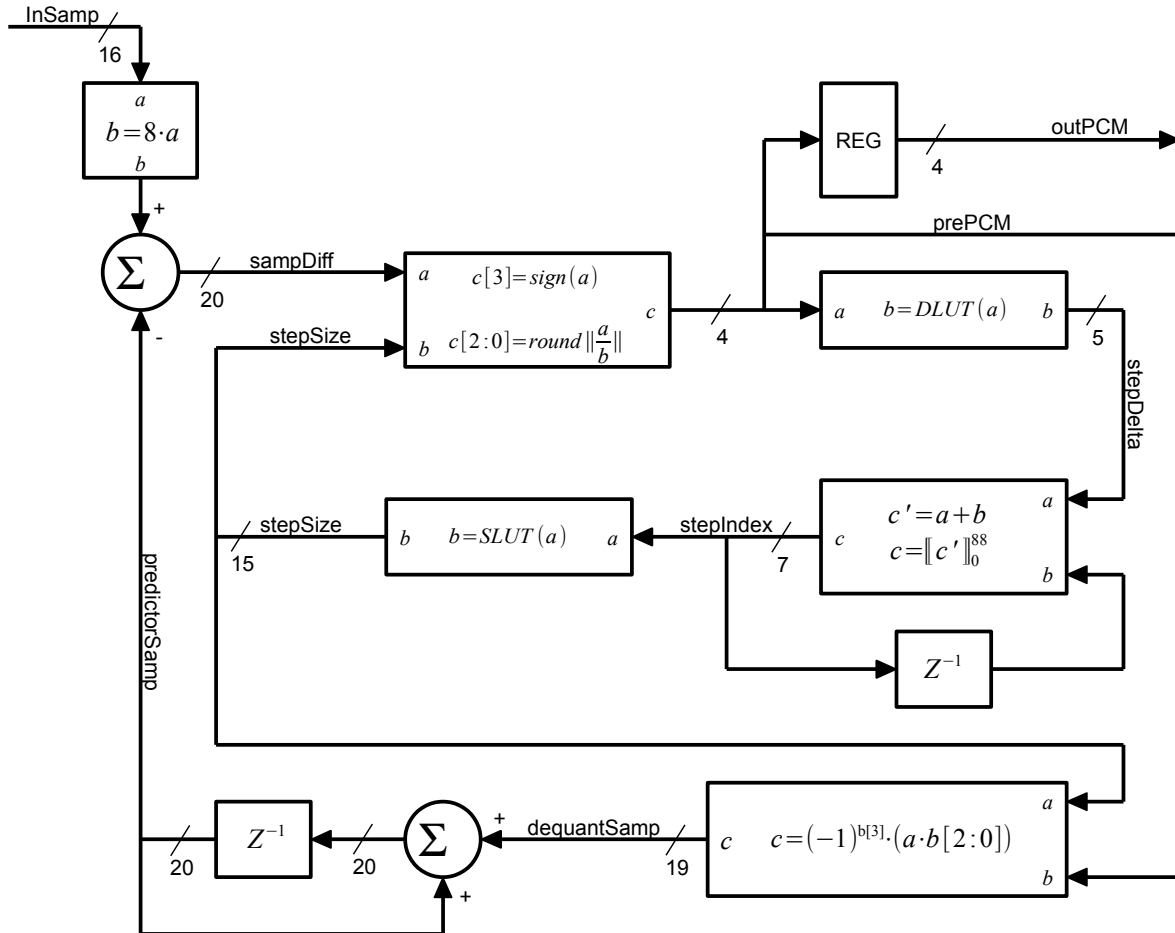 InSamp
16
a
b=8·a
b
+
Σ
-
20
sampDiff
stepSize
a
c[3]=sign(a)
c
b
c[2:0]=round‖a/b‖
4
REG
4
outPCM
prePCM
a
b=DLUT(a)
b
5
stepDelta
predictorSamp
15
stepSize
b
b=SLUT(a)
a
stepIndex
7
c
c'=a+b
c=⟦c'⟧₀⁸⁸
a
b
Z⁻¹
20
Z⁻¹
20
Σ
+
+
dequantSamp
19
c
c=(−1)ᵇ[³]·(a·b[2:0])
a
b